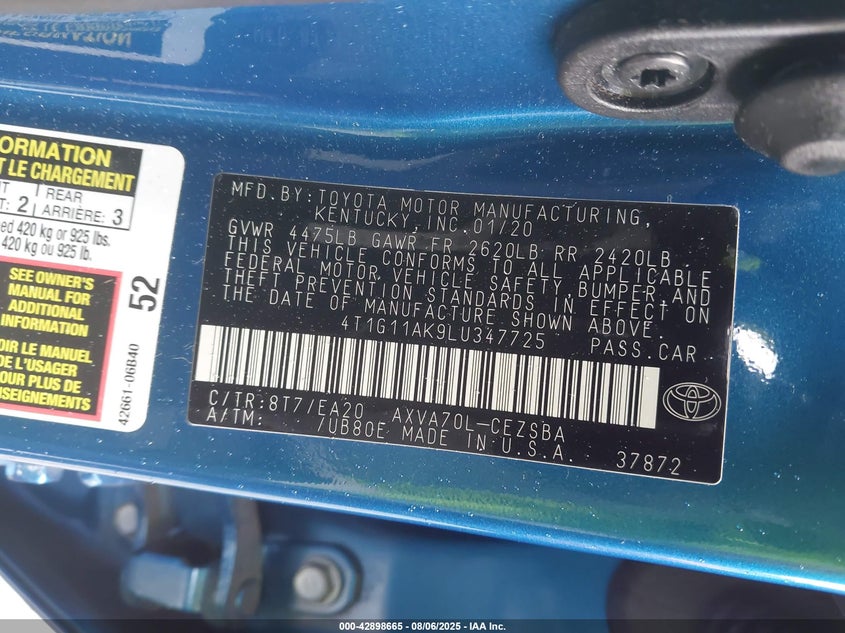 ORMATION
T LE CHARGEMENT
NT
T: 2
REAR
ARRIÈRE: 3
ed 420 kg or 925 lbs.
420 kg ou 925 lb.
SEE OWNER'S
MANUAL FOR
ADDITIONAL
INFORMATION
OIR LE MANUEL
DE L'USAGER
POUR PLUS DE
52
42661-06B40
MFD.BY:TOYOTA MOTOR MANUFACTURING,
KENTUCKY,INC.01/20
GVWR 4475LB GAWR FR 2620LB RR 2420LB
THIS VEHICLE CONFORMS TO ALL APPLICABLE
FEDERAL MOTOR VEHICLE SAFETY,BUMPER,AND
THEFT PREVENTION STANDARDS IN EFFECT ON
THE DATE OF MANUFACTURE SHOWN ABOVE.
4T1G11AK9LU347725 PASS.CAR
C/TR:8T7/EA20 AXVA70L-CEZSBA
A/TM: /UB80E MADE IN U.S.A.
37872
000-42898665 - 08/06/2025 - IAA Inc.